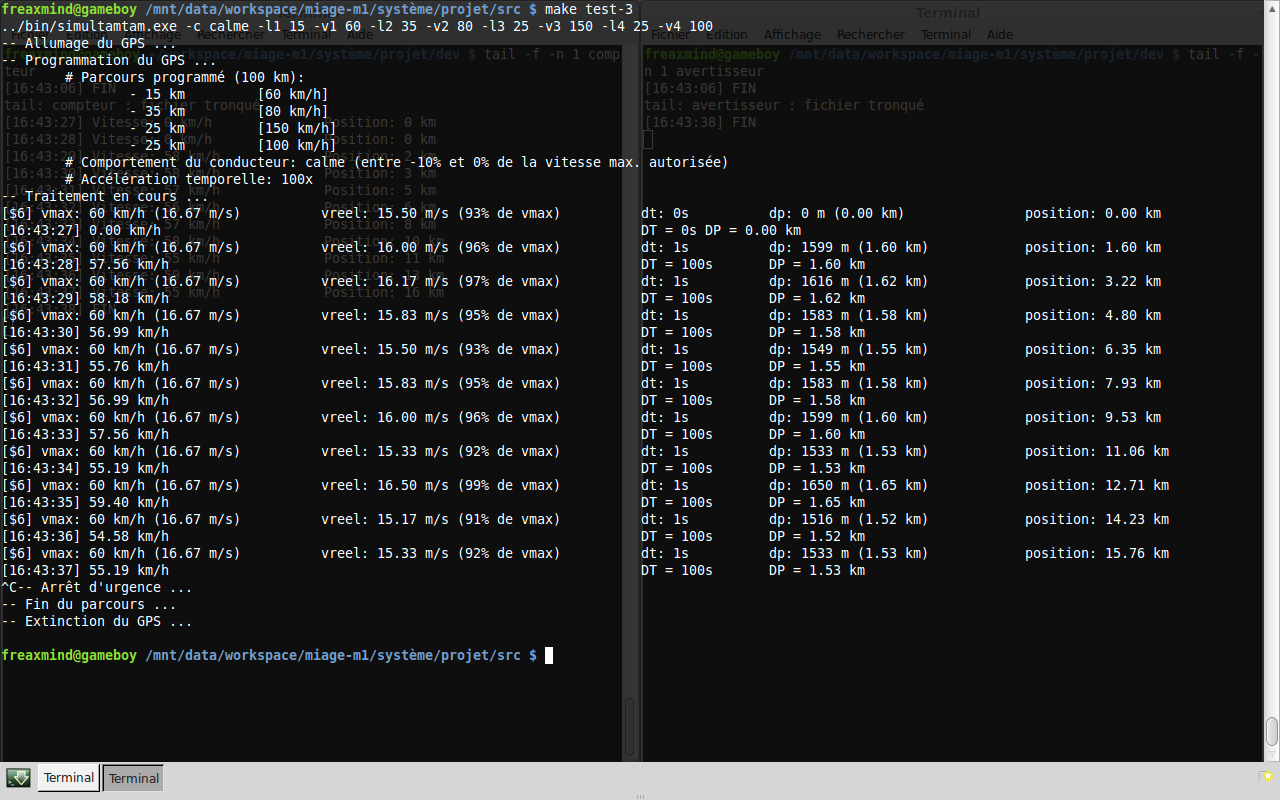 freaxmind@gameboy /mnt/data/workspace/miage-m1/système/projet/src $ make test-3
../bin/simultamtam.exe -c calme -l1 15 -v1 60 -l2 35 -v2 80 -l3 25 -v3 150 -l4 25 -v4 100
-- Allumage du GPS ...
-- Programmation du GPS ...
# Parcours programmé (100 km):
- 15 km [60 km/h]
- 35 km [80 km/h]
- 25 km [150 km/h]
- 25 km [100 km/h]
# Comportement du conducteur: calme (entre -10% et 0% de la vitesse max. autorisée)
# Accélération temporelle: 100x
-- Traitement en cours ...
[$6] vmax: 60 km/h (16.67 m/s) vreel: 15.50 m/s (93% de vmax) dt: 0s dp: 0 m (0.00 km) position: 0.00 km
[16:43:27] 0.00 km/h DT = 0s DP = 0.00 km
[$6] vmax: 60 km/h (16.67 m/s) vreel: 16.00 m/s (96% de vmax) dt: 1s dp: 1599 m (1.60 km) position: 1.60 km
[16:43:28] 57.56 km/h DT = 100s DP = 1.60 km
[$6] vmax: 60 km/h (16.67 m/s) vreel: 16.17 m/s (97% de vmax) dt: 1s dp: 1616 m (1.62 km) position: 3.22 km
[16:43:29] 58.18 km/h DT = 100s DP = 1.62 km
[$6] vmax: 60 km/h (16.67 m/s) vreel: 15.83 m/s (95% de vmax) dt: 1s dp: 1583 m (1.58 km) position: 4.80 km
[16:43:30] 56.99 km/h DT = 100s DP = 1.58 km
[$6] vmax: 60 km/h (16.67 m/s) vreel: 15.50 m/s (93% de vmax) dt: 1s dp: 1549 m (1.55 km) position: 6.35 km
[16:43:31] 55.76 km/h DT = 100s DP = 1.55 km
[$6] vmax: 60 km/h (16.67 m/s) vreel: 15.83 m/s (95% de vmax) dt: 1s dp: 1583 m (1.58 km) position: 7.93 km
[16:43:32] 56.99 km/h DT = 100s DP = 1.58 km
[$6] vmax: 60 km/h (16.67 m/s) vreel: 16.00 m/s (96% de vmax) dt: 1s dp: 1599 m (1.60 km) position: 9.53 km
[16:43:33] 57.56 km/h DT = 100s DP = 1.60 km
[$6] vmax: 60 km/h (16.67 m/s) vreel: 15.33 m/s (92% de vmax) dt: 1s dp: 1533 m (1.53 km) position: 11.06 km
[16:43:34] 55.19 km/h DT = 100s DP = 1.53 km
[$6] vmax: 60 km/h (16.67 m/s) vreel: 16.50 m/s (99% de vmax) dt: 1s dp: 1650 m (1.65 km) position: 12.71 km
[16:43:35] 59.40 km/h DT = 100s DP = 1.65 km
[$6] vmax: 60 km/h (16.67 m/s) vreel: 15.17 m/s (91% de vmax) dt: 1s dp: 1516 m (1.52 km) position: 14.23 km
[16:43:36] 54.58 km/h DT = 100s DP = 1.52 km
[$6] vmax: 60 km/h (16.67 m/s) vreel: 15.33 m/s (92% de vmax) dt: 1s dp: 1533 m (1.53 km) position: 15.76 km
[16:43:37] 55.19 km/h DT = 100s DP = 1.53 km
^C-- Arrêt d'urgence ...
-- Fin du parcours ...
-- Extinction du GPS ...
freaxmind@gameboy /mnt/data/workspace/miage-m1/système/projet/src $
Terminal
Fichier Edition Affichage Rechercher Terminal Aide
freaxmind@gameboy /mnt/data/workspace/miage-m1/système/projet/dev $ tail -f -
n 1 avertisseur
[16:43:06] FIN
tail: avertisseur : fichier tronqué
[16:43:38] FIN
Terminal Terminal